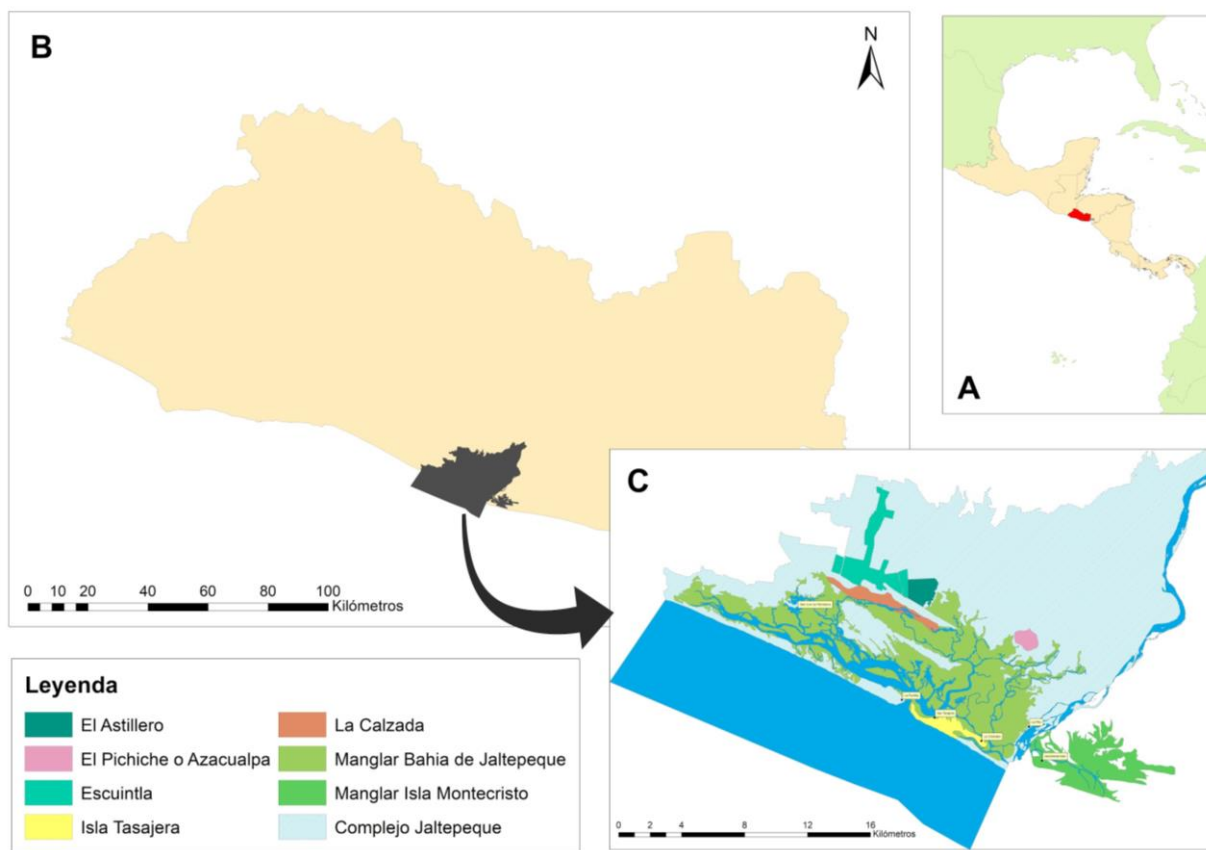 B
N
0 10 20 40 60 80 100
Kilómetros
A
C
0 2 4 8 12 16
Kilómetros
Leyenda
El Astillero
El Pichiche o Azacualpa
Escuintla
Isla Tasajera
La Calzada
Manglar Bahia de Jaltepeque
Manglar Isla Montecristo
Complejo Jaltepeque